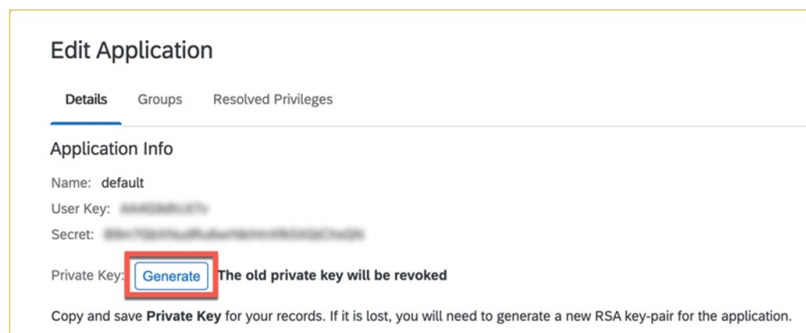 Edit Application
Details Groups Resolved Privileges
Application Info
Name: default
User Key:
Secret:
Private Key: Generate The old private key will be revoked
Copy and save Private Key for your records. If it is lost, you will need to generate a new RSA key-pair for the application.